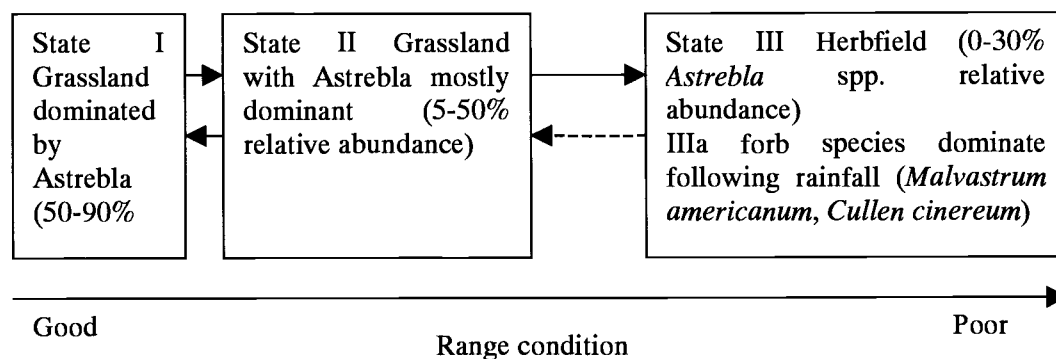 State I
Grassland
dominated
by
Astrebla
(50-90%
State II Grassland
with Astrebla mostly
dominant (5-50%
relative abundance)
State III Herbfield (0-30%
Astrebla spp. relative
abundance)
IIIa forb species dominate
following rainfall (Malvastrum
americanum, Cullen cinereum)
Good
Poor
Range condition